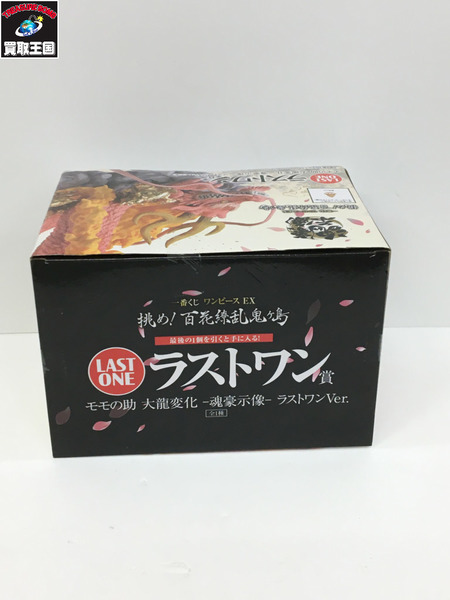 買取王国
LAST
ONE
一番くじ ワンピース EX
挑め!百花繚乱鬼ヶ島
最後の1個を引くと手に入る!
LAST
ONE
ラストワン賞
モモの助 大龍変化 -魂豪示像- ラストワンVer.
全1種